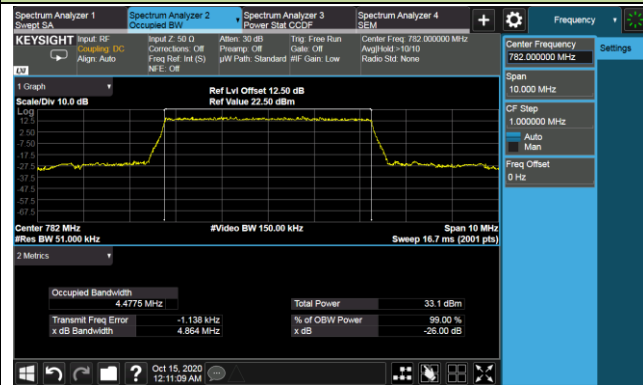 Spectrum Analyzer 1
Swept SA
Spectrum Analyzer 2
Occupied BW
Spectrum Analyzer 3
Power Stat CCDF
Spectrum Analyzer 4
SEM
+
Frequency
KEYSIGHT
Input: RF
Coupling: DC
Align: Auto
Input Z: 50 Ω
Corrections: Off
Freq Ref: Int (S)
NFE: Off
Atten: 30 dB
Preamp: Off
µW Path: Standard
Trig: Free Run
Gate: Off
#IF Gain: Low
Center Freq: 782.000000 MHz
Avg|Hold:>10/10
Radio Std: None
LXI
Center Frequency
782.000000 MHz
Settings
Span
10.000 MHz
CF Step
1.000000 MHz
Auto
Man
Freq Offset
0 Hz
1 Graph
Scale/Div 10.0 dB
Ref Lvl Offset 12.50 dB
Ref Value 22.50 dBm
Log
12.5
2.50
-7.50
-17.5
-27.5
-37.5
-47.5
-57.5
-67.5
Center 782 MHz
#Res BW 51.000 kHz
#Video BW 150.00 kHz
Span 10 MHz
Sweep 16.7 ms (2001 pts)
2 Metrics
Occupied Bandwidth
4.4775 MHz
Total Power 33.1 dBm
Transmit Freq Error -1.138 kHz
% of OBW Power 99.00 %
x dB Bandwidth 4.864 MHz
x dB -26.00 dB
?
Oct 15, 2020
12:11:09 AM